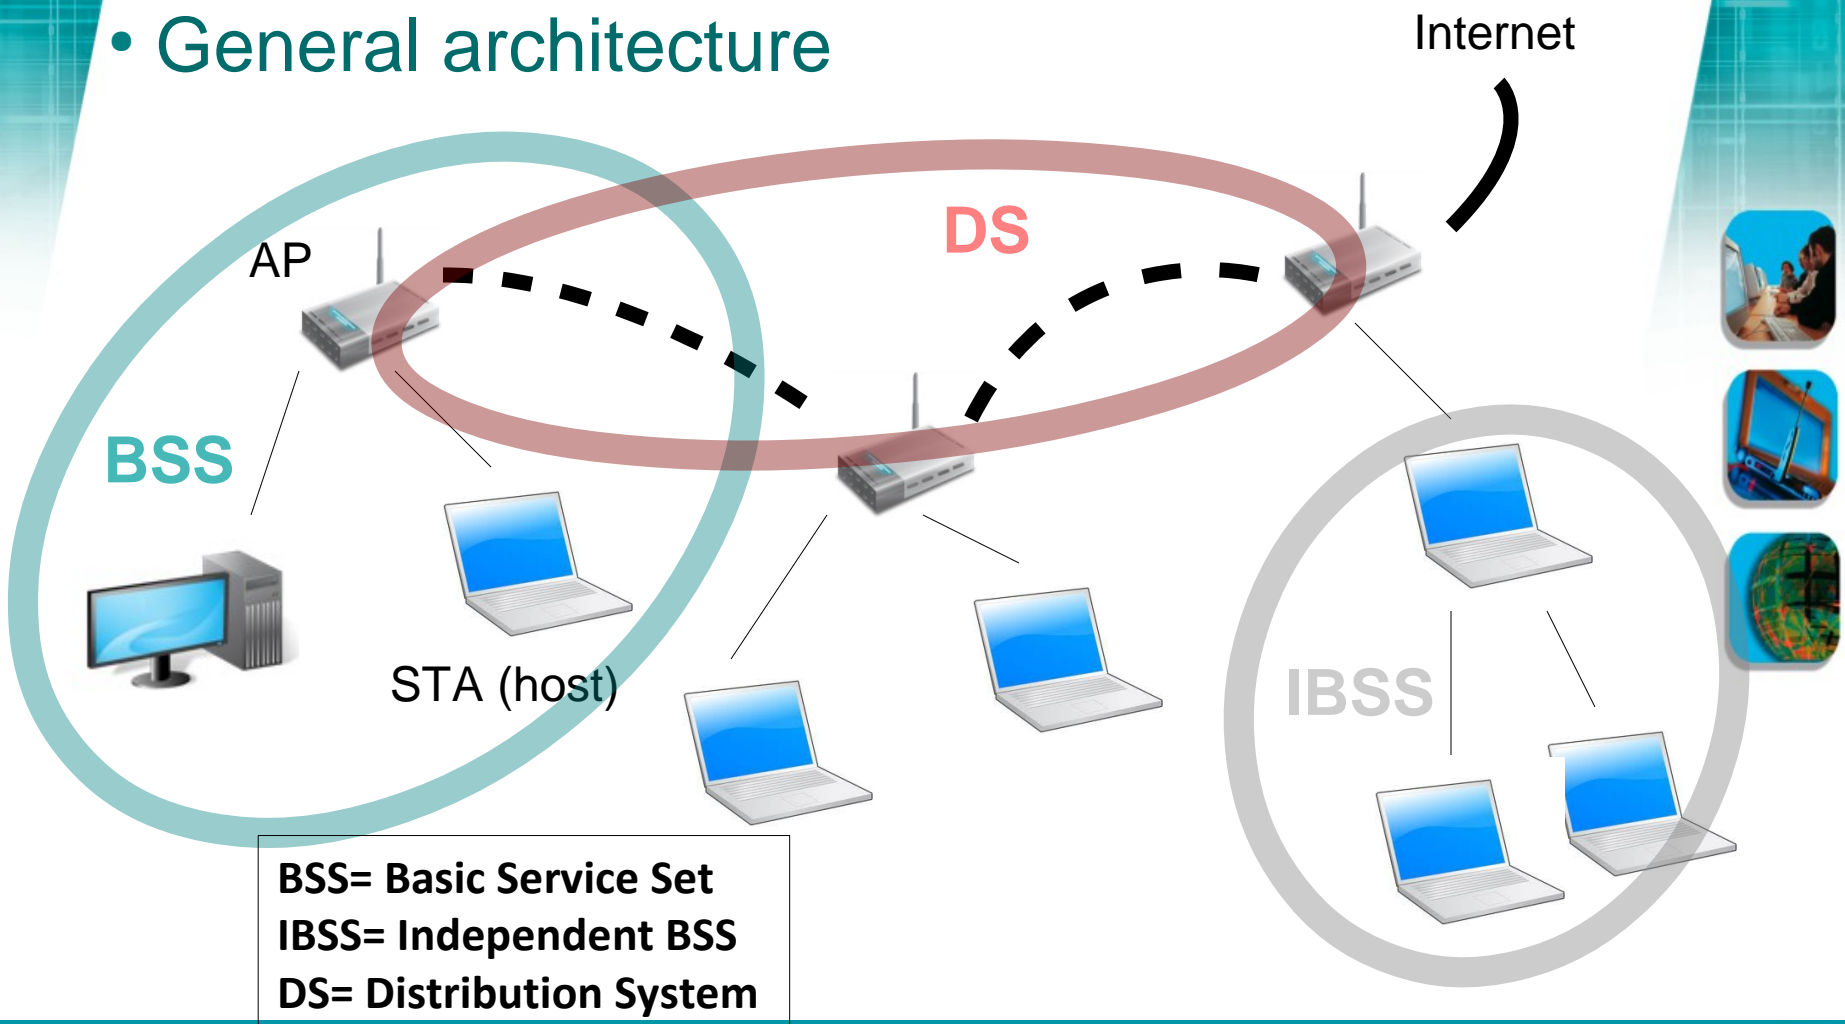 • General architecture
Internet
DS
AP
BSS
STA (host)
IBSS
BSS= Basic Service Set
IBSS= Independent BSS
DS= Distribution System